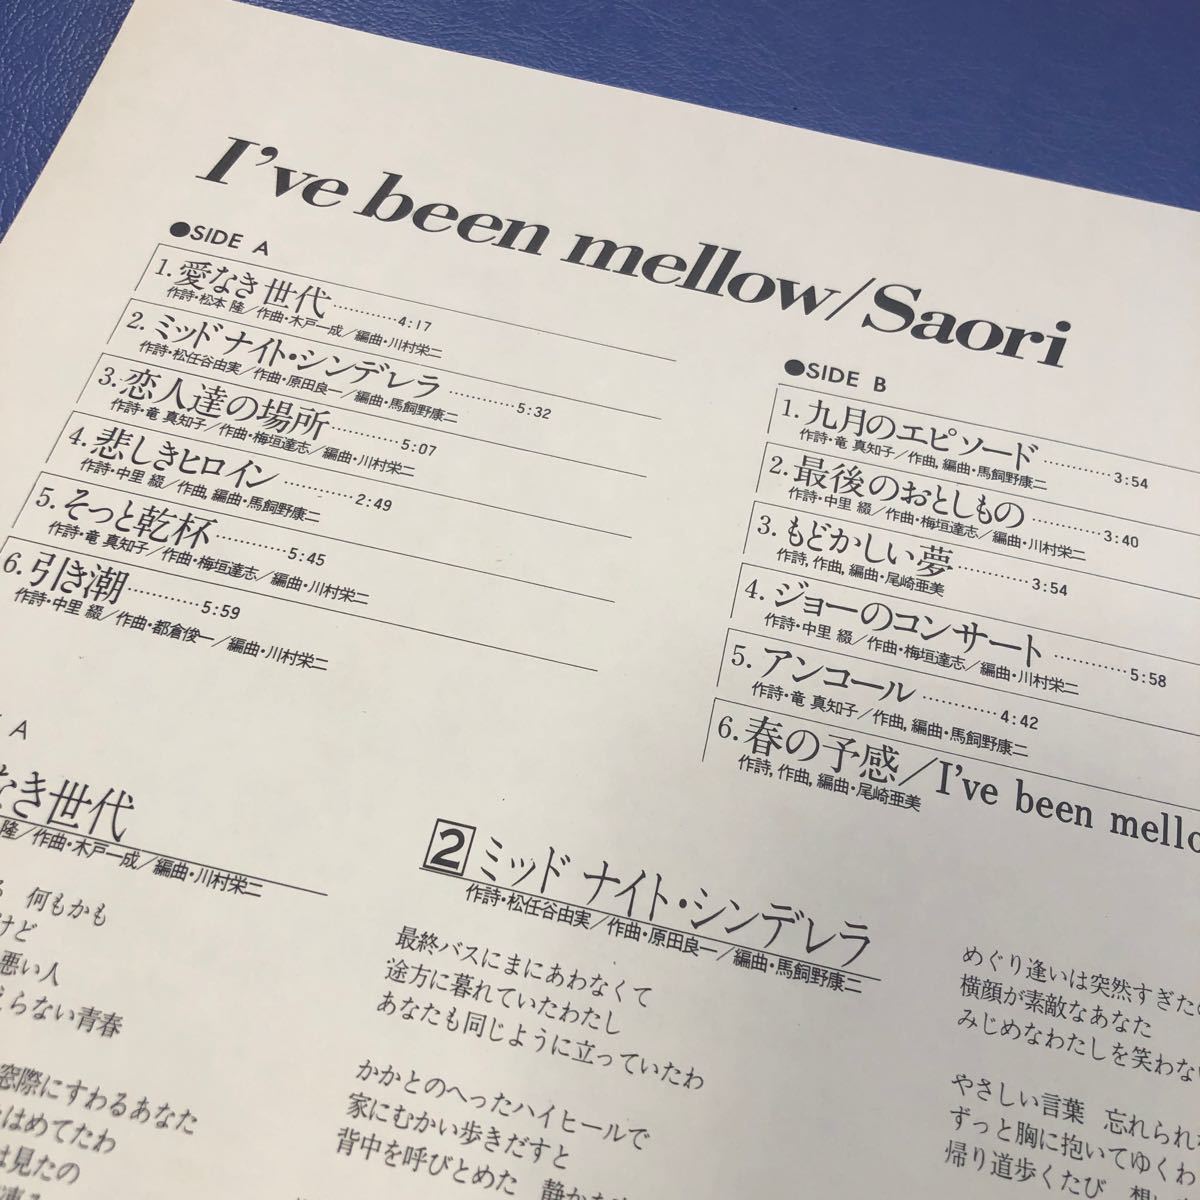 I've been mellow/Saori
●SIDE A
1. 愛なき世代…………4:17
作詩・松本 隆／作曲・木戸一成／編曲・川村栄二
2. ミッドナイト・シンデレラ…………5:32
作詩・松任谷由実／作曲・原田良一／編曲・馬飼野康二
3. 恋人達の場所…………5:07
作詩・竜 真知子／作曲・梅垣達志／編曲・川村栄二
4. 悲しきヒロイン…………2:49
作詩・中里 綴／作曲,編曲・馬飼野康二
5. そっと乾杯…………5:45
作詩・竜 真知子／作曲・梅垣達志／編曲・川村栄二
6. 引き潮…………5:59
作詩・中里 綴／作曲・都倉俊一／編曲・川村栄二
●SIDE B
1. 九月のエピソード…………3:54
作詩・竜 真知子／作曲,編曲・馬飼野康二
2. 最後のおとしもの…………3:40
作詩・中里 綴／作曲・梅垣達志／編曲・川村栄二
3. もどかしい夢…………3:54
作詩,作曲,編曲・尾崎亜美
4. ジョーのコンサート…………5:58
作詩・中里 綴／作曲・梅垣達志／編曲・川村栄二
5. アンコール…………4:42
作詩・竜 真知子／作曲,編曲・馬飼野康二
6. 春の予感／I've been mello
作詩,作曲,編曲・尾崎亜美
A
き世代
隆／作曲・木戸一成／編曲・川村栄二
何もかも
けど
悪い人
らない青春
窓際にすわるあなた
はめてたわ
は見たの
2 ミッドナイト・シンデレラ
作詩・松任谷由実／作曲・原田良一／編曲・馬飼野康二
最終バスにまにあわなくて
途方に暮れていたわたし
あなたも同じように立っていたわ
かかとのへったハイヒールで
家にむかい歩きだすと
背中を呼びとめた
めぐり逢いは突然すぎた
横顔が素敵なあなた
みじめなわたしを笑わない
やさしい言葉 忘れられ
ずっと胸に抱いてゆくわ
帰り道歩くたび 想